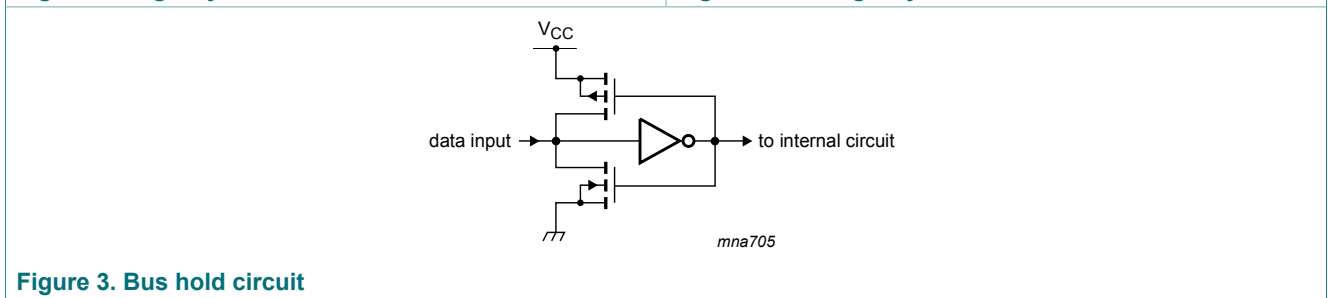 VCC
data input
to internal circuit
mna705
Figure 3. Bus hold circuit